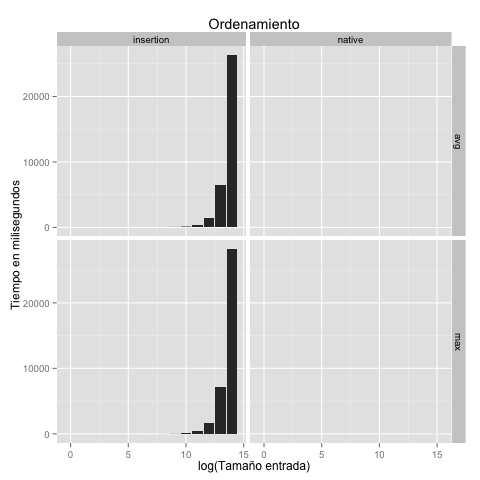 Ordenamiento
insertion native
20000
10000
0
avg
Tiempo en milisegundos
20000
10000
0
max
0 5 10 15 0 5 10 15
log(Tamaño entrada)